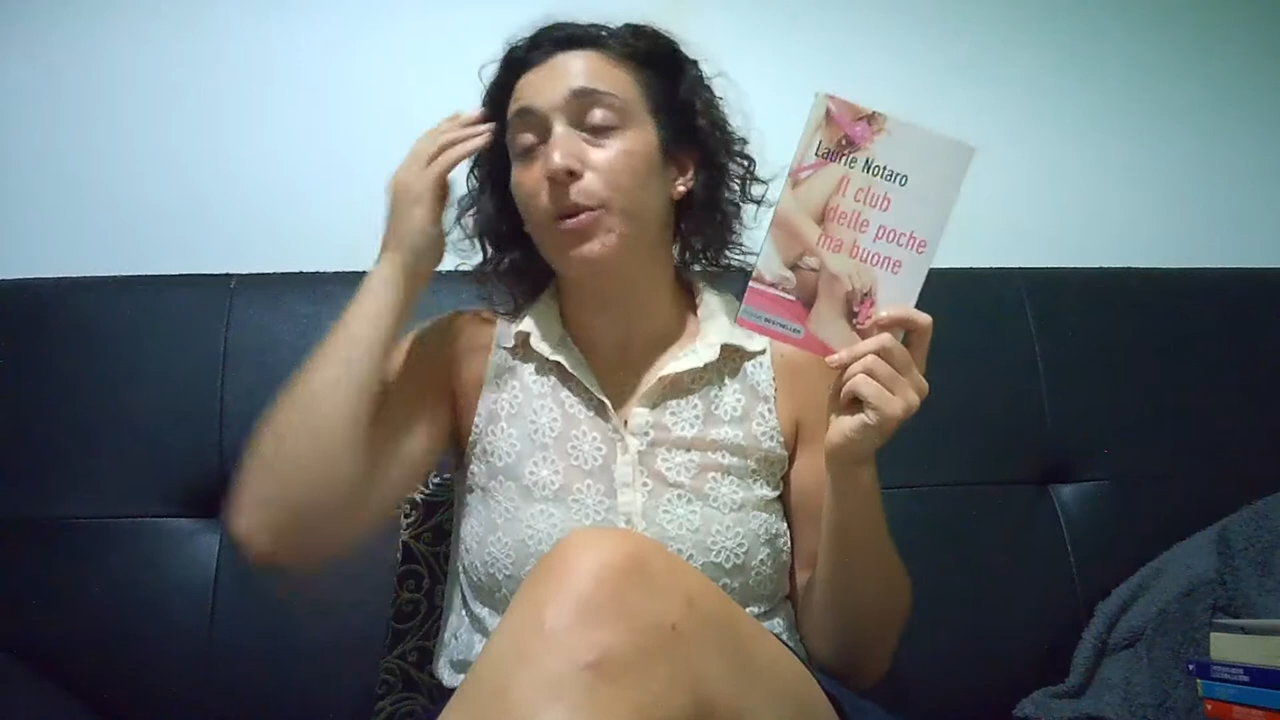 Laurie Notaro
Il club
delle poche
ma buone
BESTSELLER